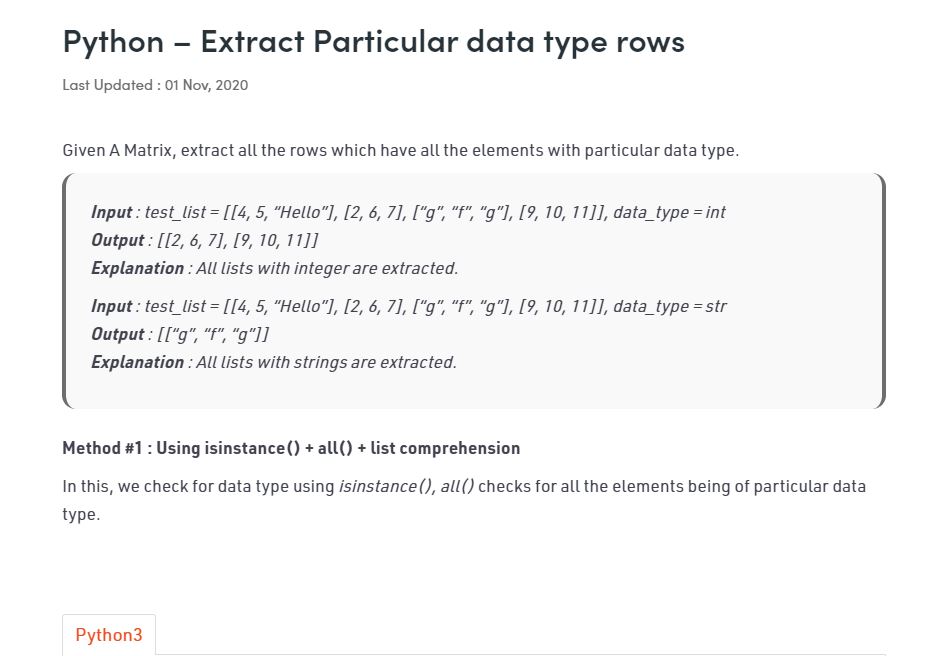 Python – Extract Particular data type rows
Last Updated : 01 Nov, 2020
Given A Matrix, extract all the rows which have all the elements with particular data type.
Input : test_list = [[4, 5, “Hello”], [2, 6, 7], [“g”, “f”, “g”], [9, 10, 11]], data_type = int
Output : [[2, 6, 7], [9, 10, 11]]
Explanation : All lists with integer are extracted.
Input : test_list = [[4, 5, “Hello”], [2, 6, 7], [“g”, “f”, “g”], [9, 10, 11]], data_type = str
Output : [[“g”, “f”, “g”]]
Explanation : All lists with strings are extracted.
Method #1 : Using isinstance() + all() + list comprehension
In this, we check for data type using isinstance(), all() checks for all the elements being of particular data
type.
Python3